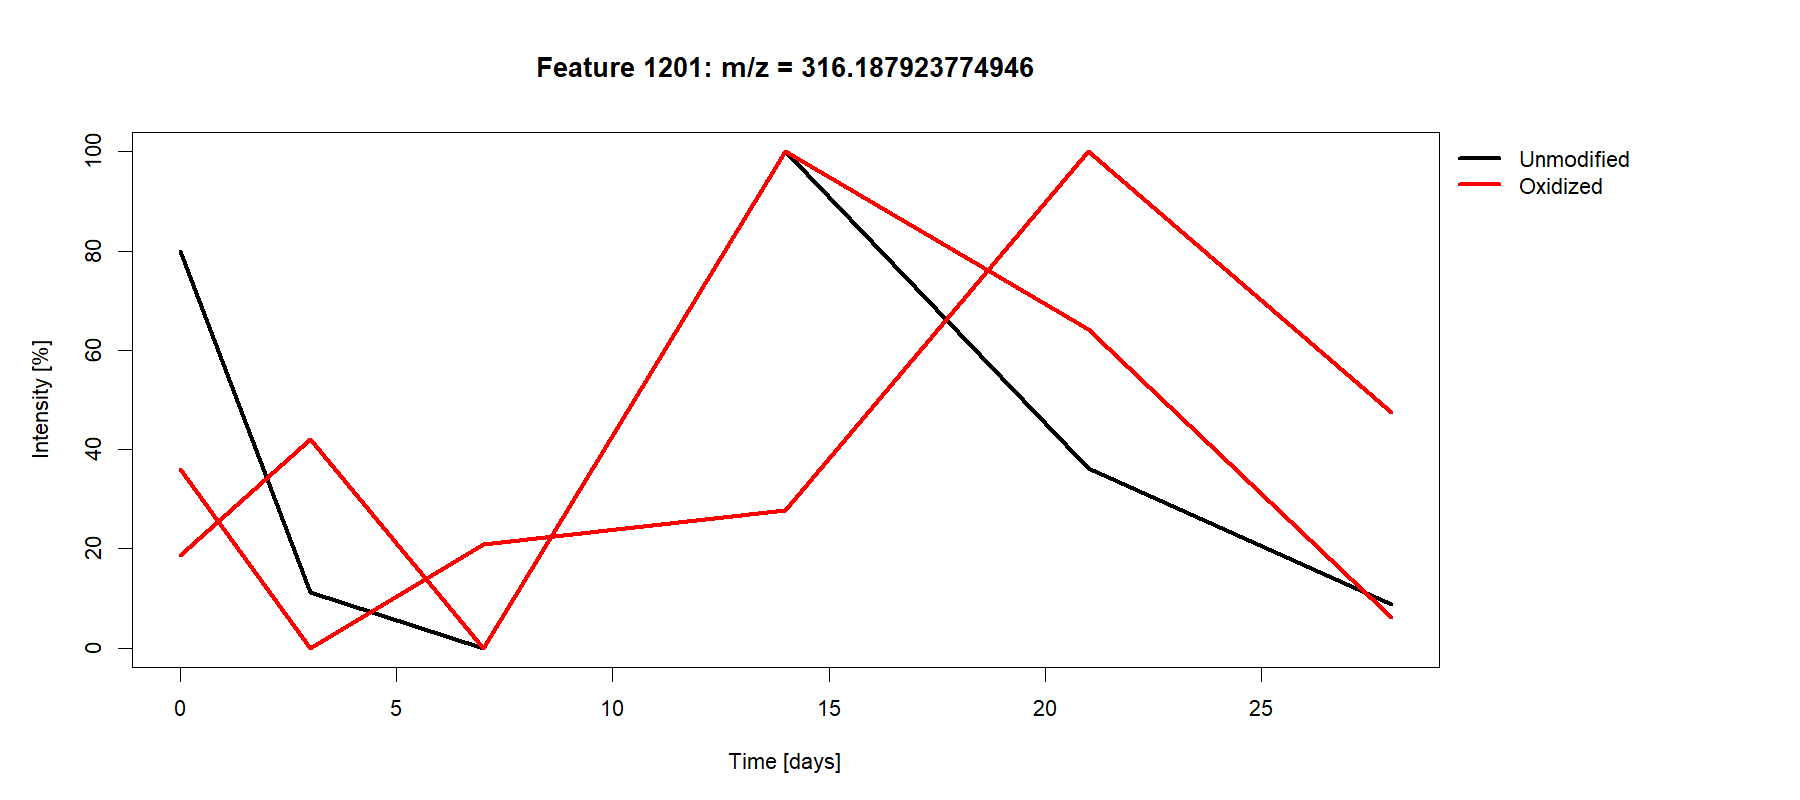 Feature 1201: m/z = 316.187923774946
Unmodified
Oxidized
Intensity [%]
100
80
60
40
20
0
0 5 10 15 20 25
Time [days]